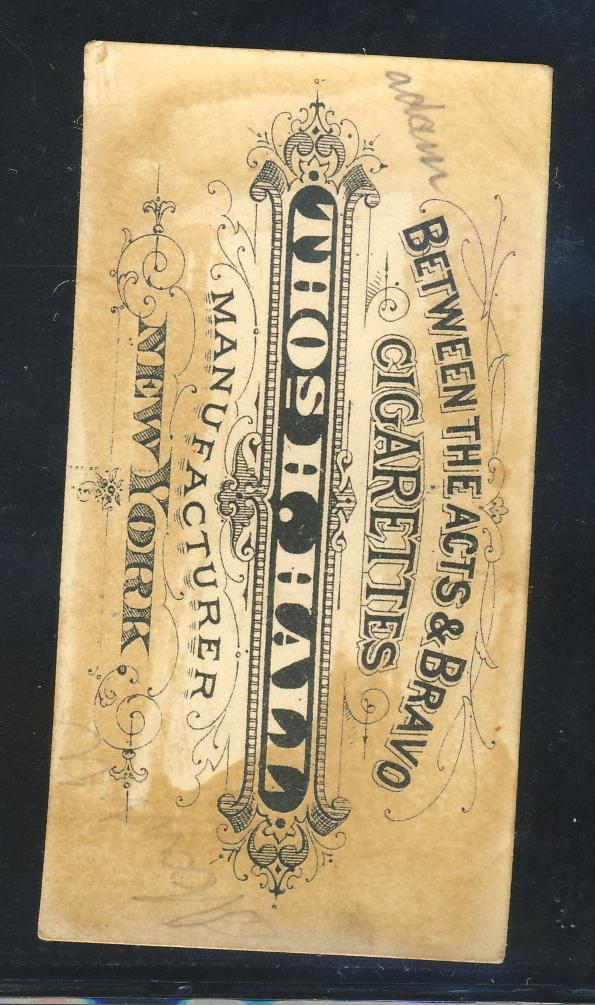 adam
BETWEEN THE ACTS & BRAVO
CIGARETTES
THOS H. HALL
MANUFACTURER
NEW YORK